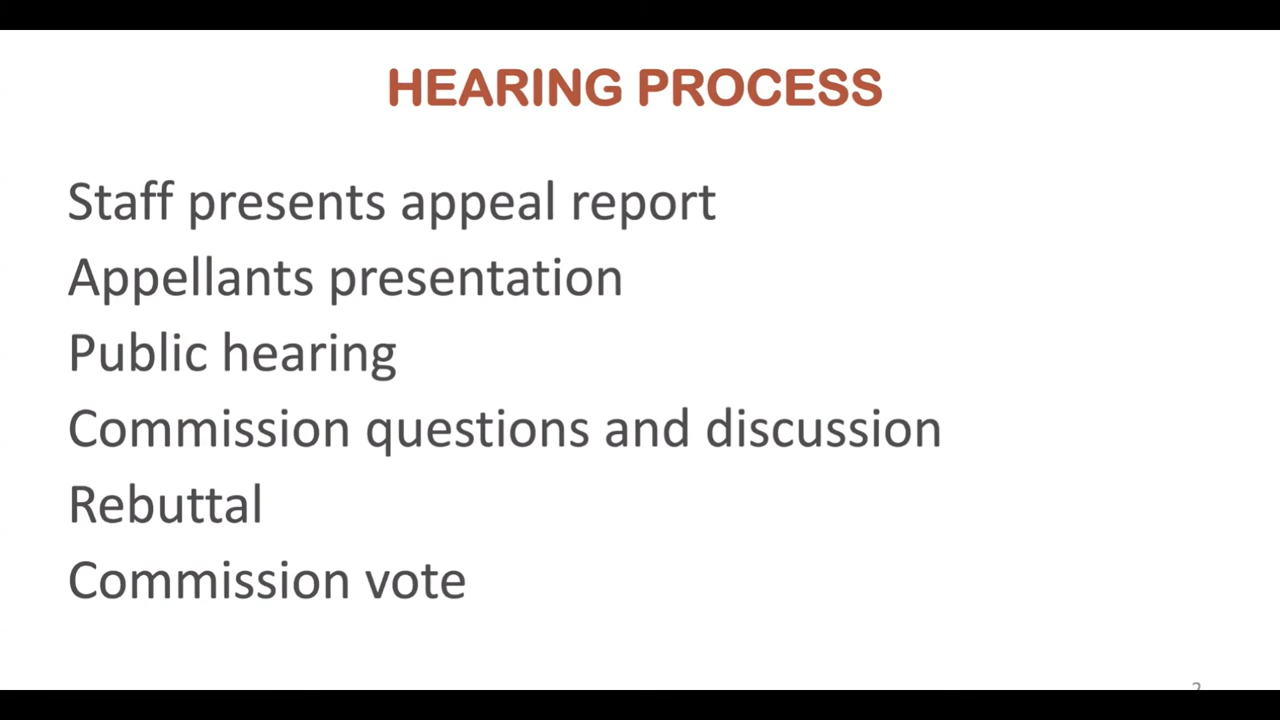 HEARING PROCESS
Staff presents appeal report
Appellants presentation
Public hearing
Commission questions and discussion
Rebuttal
Commission vote